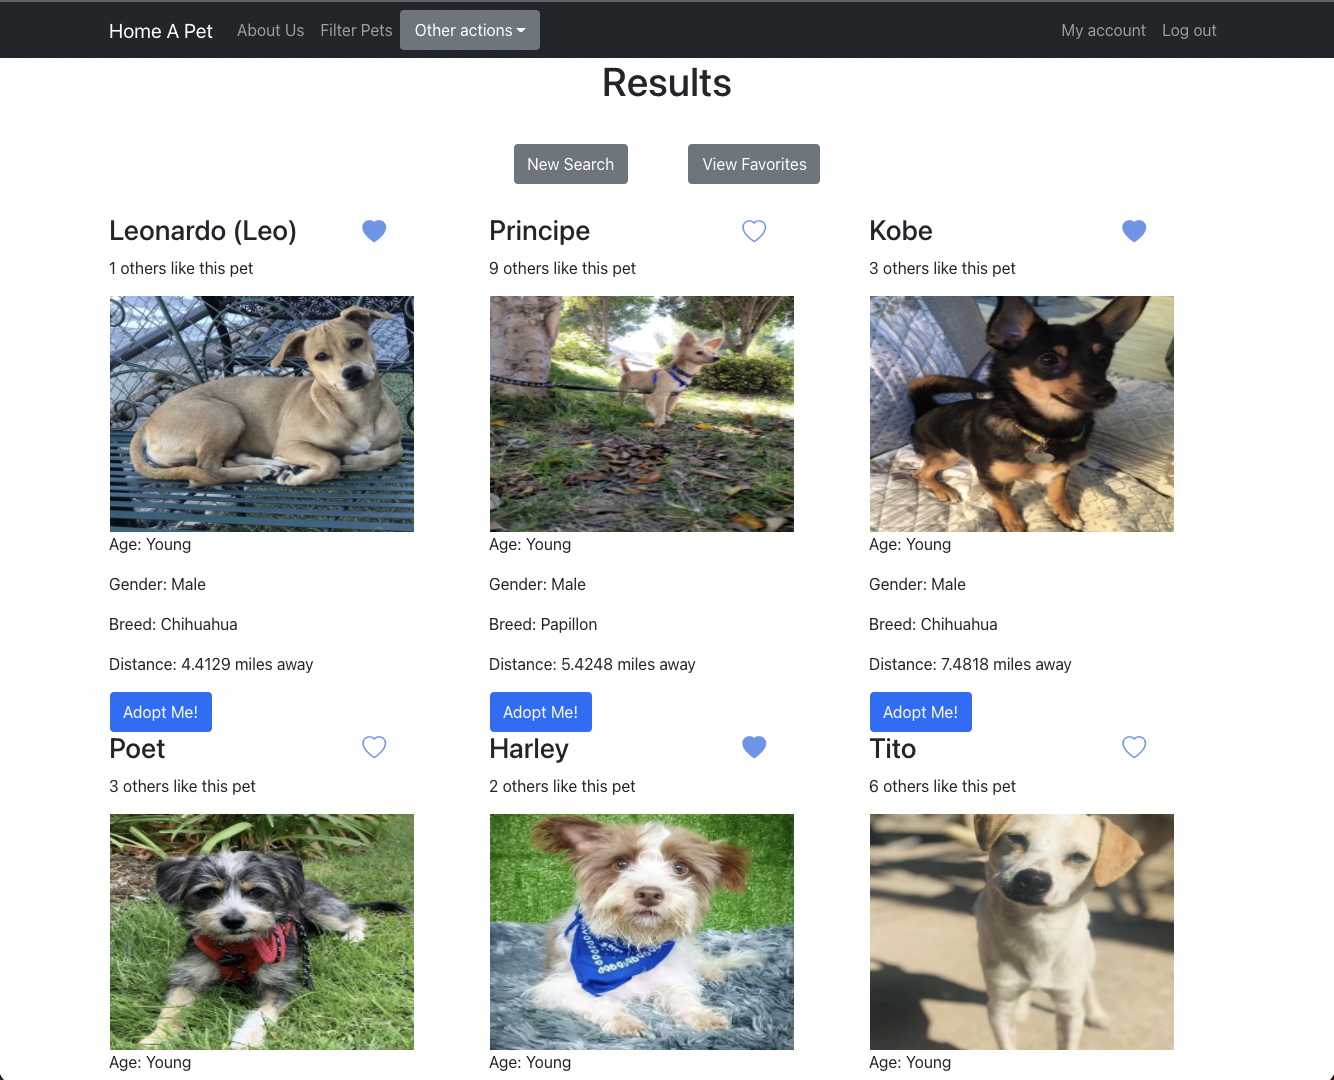 Home A Pet About Us Filter Pets Other actions My account Log out
Results
New Search View Favorites
Leonardo (Leo)
1 others like this pet
Age: Young
Gender: Male
Breed: Chihuahua
Distance: 4.4129 miles away
Adopt Me!
Principe
9 others like this pet
Age: Young
Gender: Male
Breed: Papillon
Distance: 5.4248 miles away
Adopt Me!
Kobe
3 others like this pet
Age: Young
Gender: Male
Breed: Chihuahua
Distance: 7.4818 miles away
Adopt Me!
Poet
3 others like this pet
Age: Young
Harley
2 others like this pet
Age: Young
Tito
6 others like this pet
Age: Young